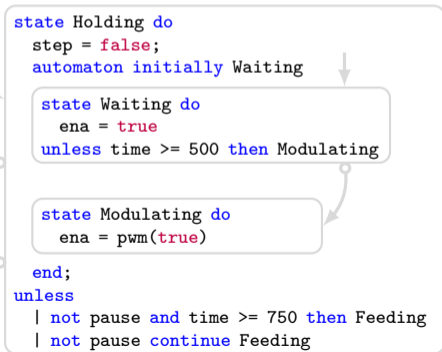 state Holding do
step = false;
automaton initially Waiting
state Waiting do
ena = true
unless time >= 500 then Modulating
state Modulating do
ena = pwm(true)
end;
unless
| not pause and time >= 750 then Feeding
| not pause continue Feeding